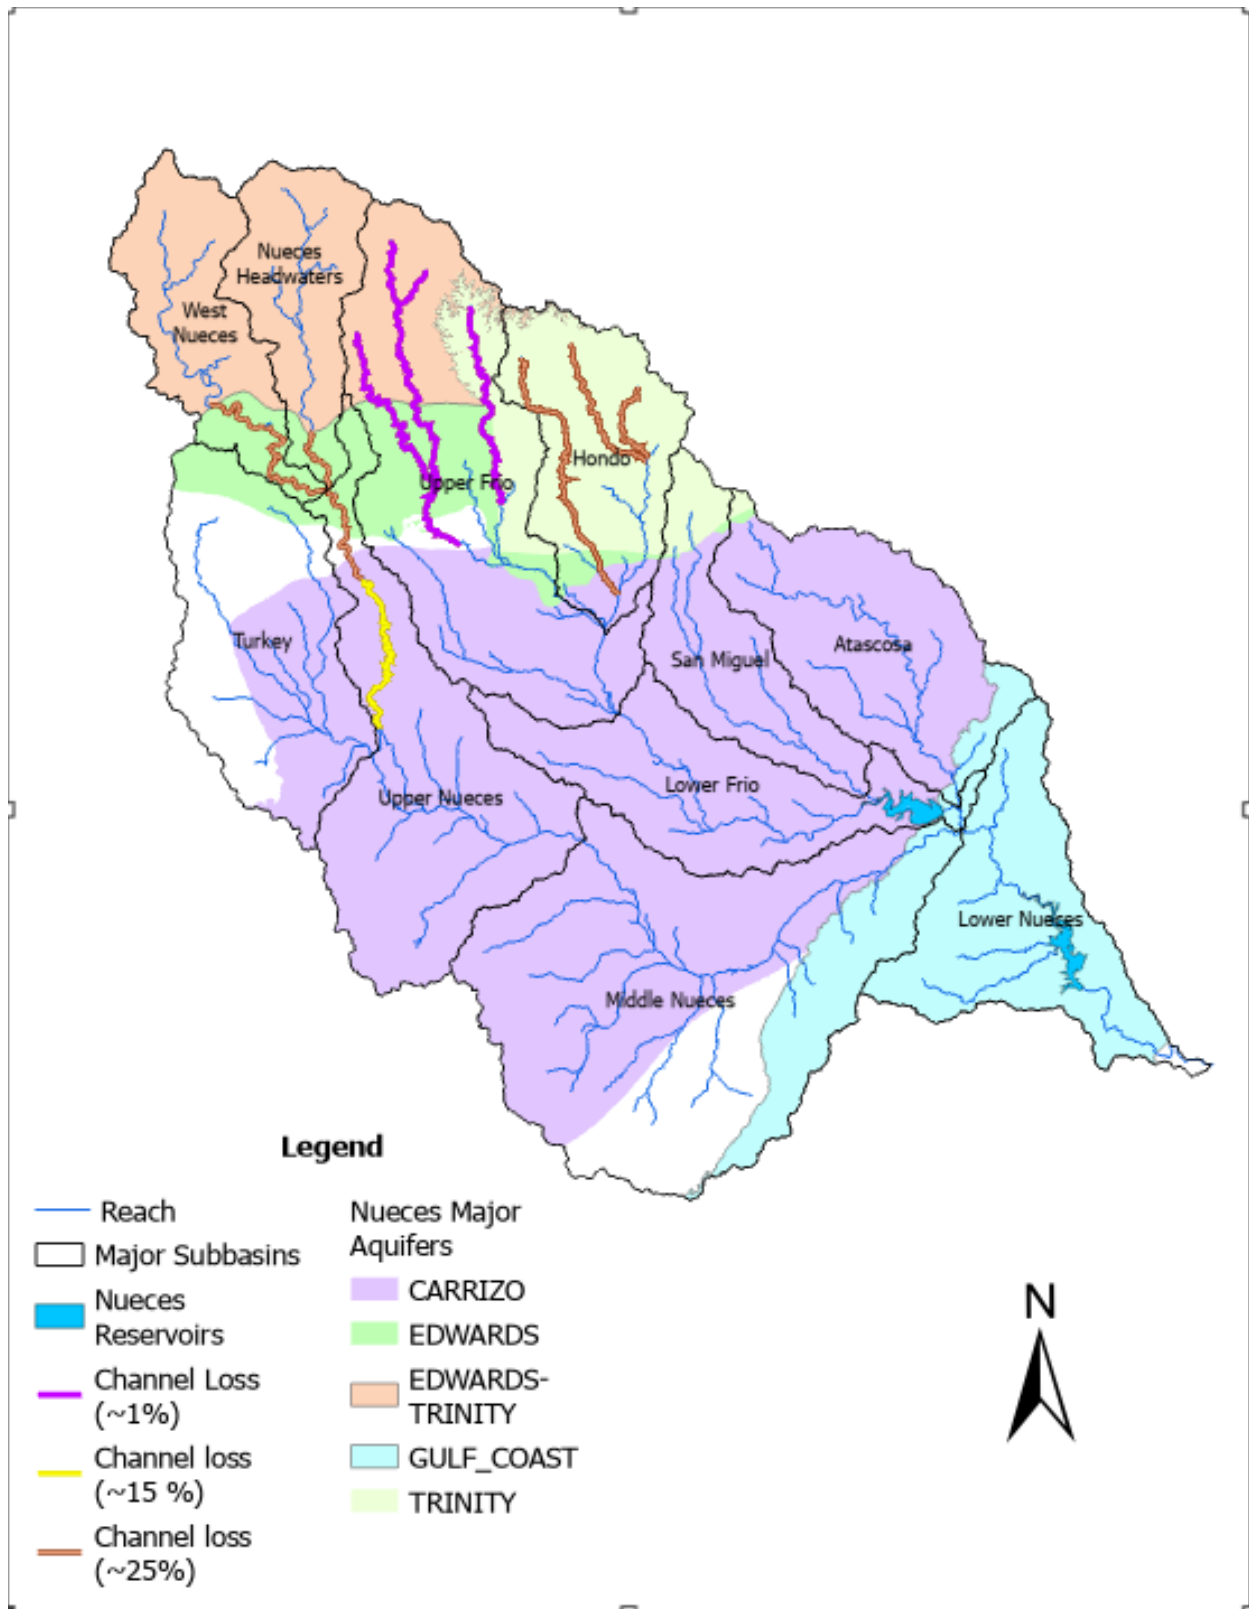 Nueces
Headwaters
West
Nueces
Hondo
Upper Frio
Turkey
San Miguel
Atascosa
Upper Nueces
Lower Frio
Lower Nueces
Middle Nueces
Legend
Reach
Major Subbasins
Nueces
Reservoirs
Channel Loss
(~1%)
Channel loss
(~15 %)
Channel loss
(~25%)
Nueces Major
Aquifers
CARRIZO
EDWARDS
EDWARDS-
TRINITY
GULF_COAST
TRINITY
N